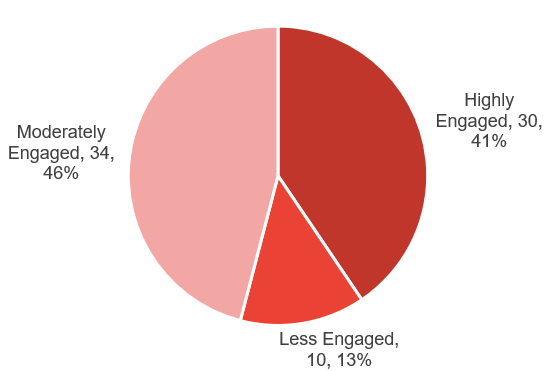 Highly
Engaged, 30,
41%
Moderately
Engaged, 34,
46%
Less Engaged,
10, 13%